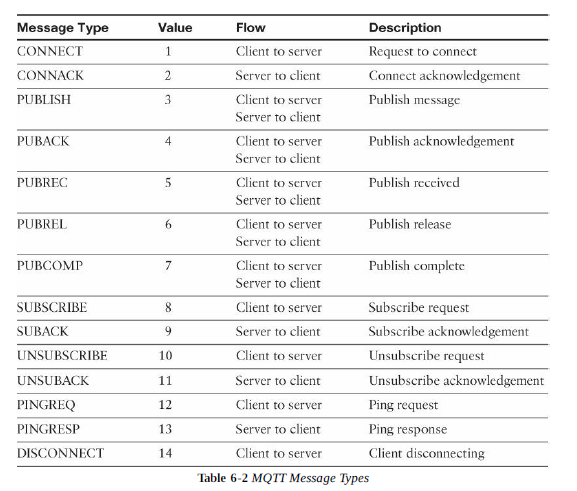 Message Type Value Flow Description
CONNECT 1 Client to server Request to connect
CONNACK 2 Server to client Connect acknowledgement
PUBLISH 3 Client to server Publish message
Server to client
PUBACK 4 Client to server Publish acknowledgement
Server to client
PUBREC 5 Client to server Publish received
Server to client
PUBREL 6 Client to server Publish release
Server to client
PUBCOMP 7 Client to server Publish complete
Server to client
SUBSCRIBE 8 Client to server Subscribe request
SUBACK 9 Server to client Subscribe acknowledgement
UNSUBSCRIBE 10 Client to server Unsubscribe request
UNSUBACK 11 Server to client Unsubscribe acknowledgement
PINGREQ 12 Client to server Ping request
PINGRESP 13 Server to client Ping response
DISCONNECT 14 Client to server Client disconnecting
Table 6-2 MQTT Message Types